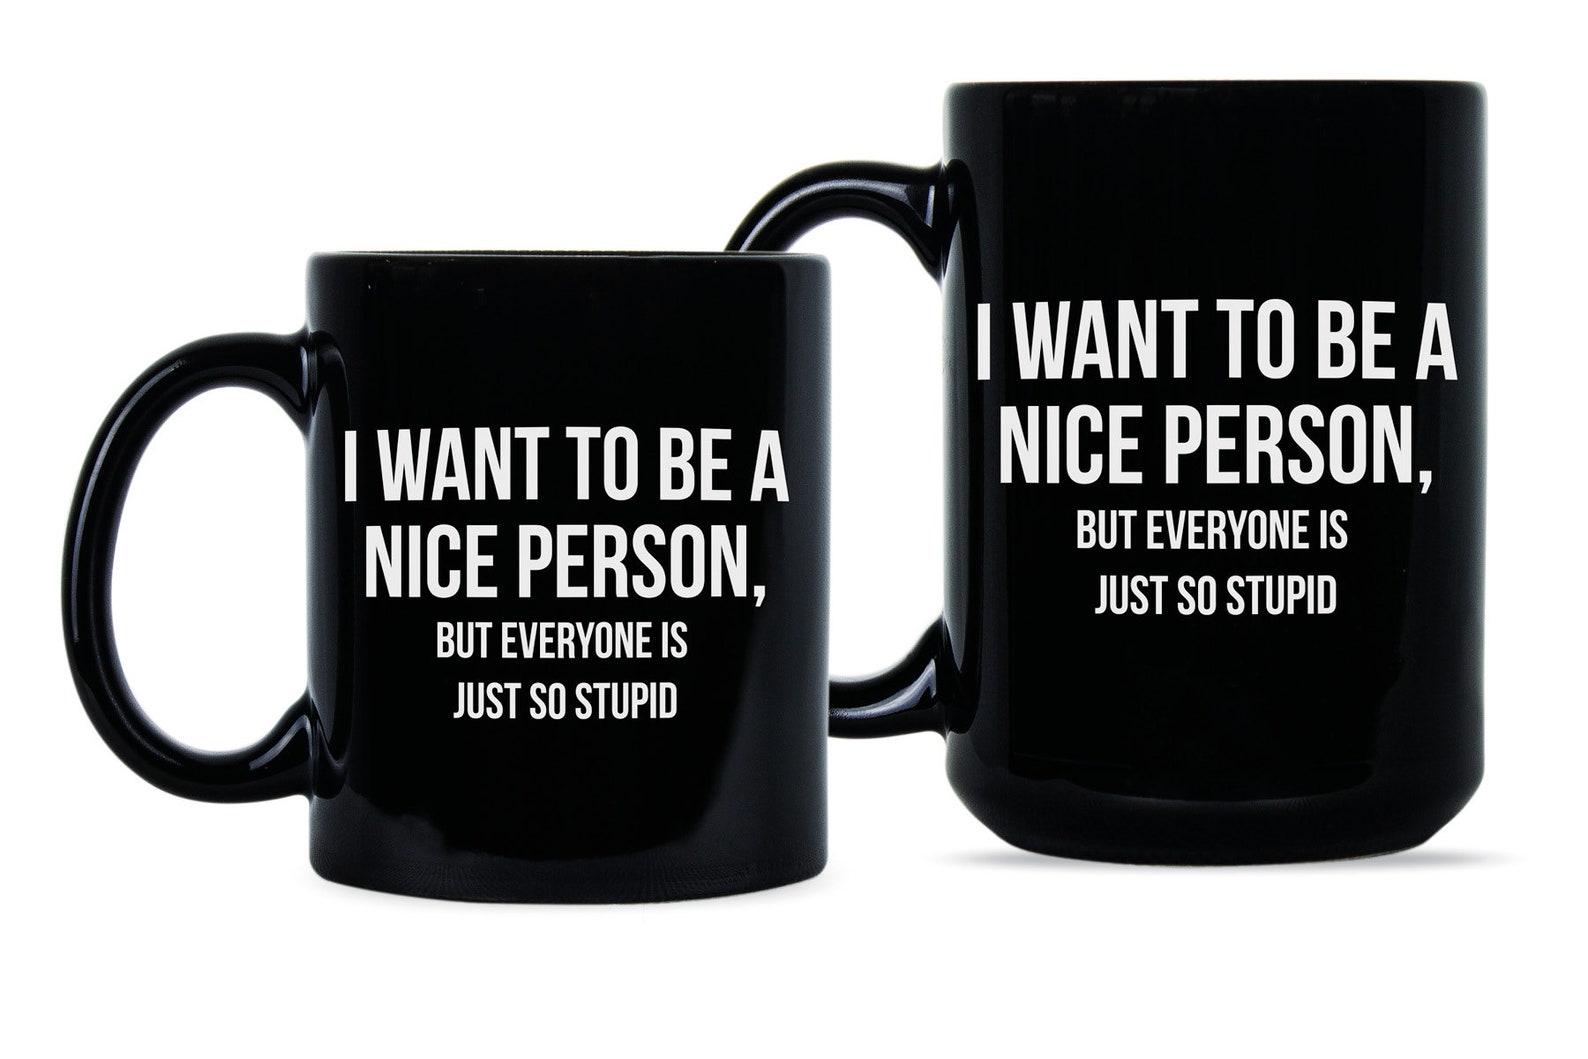 I WANT TO BE A
NICE PERSON,
BUT EVERYONE IS
JUST SO STUPID
I WANT TO BE A
NICE PERSON,
BUT EVERYONE IS
JUST SO STUPID